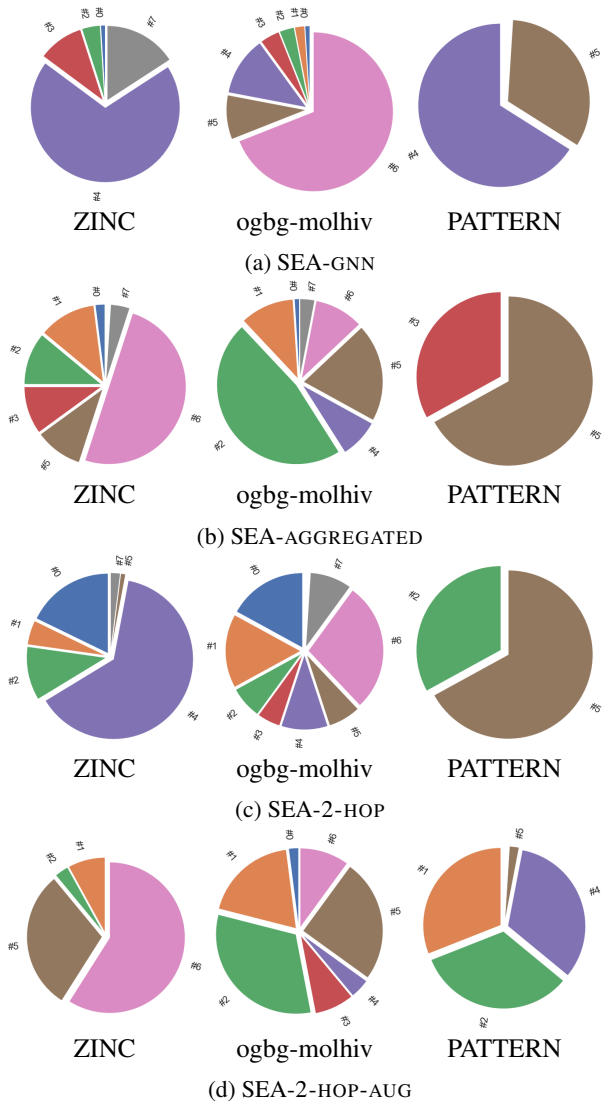 #3 #2 #0 #7
#4
ZINC
#4 #3 #2 #1 #0
#5 #6
ogbg-molhiv
#5
#4
PATTERN
(a) SEA-GNN
#1 #0 #7
#2
#3 #6
#5
ZINC
#1 #0 #7 #6
#5
#2 #4
ogbg-molhiv
#3
#5
PATTERN
(b) SEA-AGGREGATED
#0 #7 #5
#1
#2 #4
ZINC
#0 #7
#1 #6
#2 #3 #4 #5
ogbg-molhiv
#2
#5
PATTERN
(c) SEA-2-HOP
#2 #1
#5 #6
ZINC
#1 #0 #6
#5
#2 #3 #4
ogbg-molhiv
#1 #5
#4
#2
PATTERN
(d) SEA-2-HOP-AUG